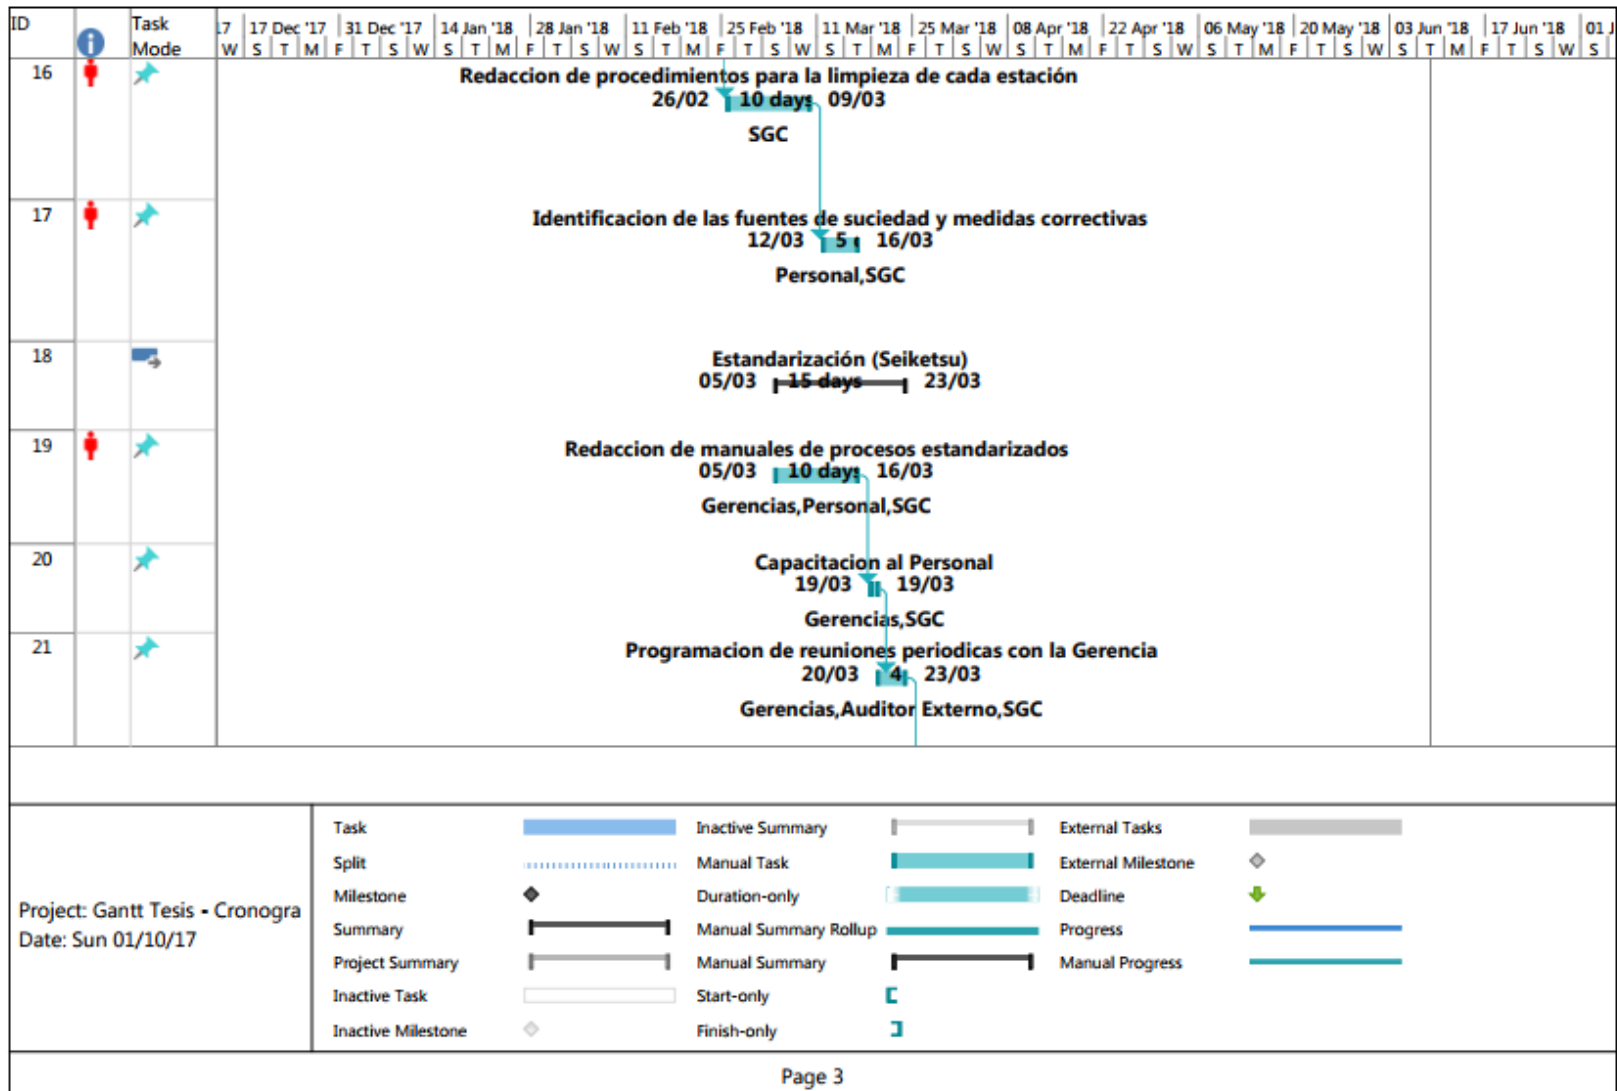 ID Task Mode 17 17 Dec '17 31 Dec '17 14 Jan '18 28 Jan '18 11 Feb '18 25 Feb '18 11 Mar '18 25 Mar '18 08 Apr '18 22 Apr '18 06 May '18 20 May '18 03 Jun '18 17 Jun '18 01 J
W S T M F T S W S T M F T S W S T M F T S W S T M F T S W S T M F T S W S T M F T S W S T M F T S W S
16 Redaccion de procedimientos para la limpieza de cada estación
26/02 10 days 09/03
SGC
17 Identificacion de las fuentes de suciedad y medidas correctivas
12/03 5 16/03
Personal,SGC
18 Estandarización (Seiketsu)
05/03 15 days 23/03
19 Redaccion de manuales de procesos estandarizados
05/03 10 days 16/03
Gerencias,Personal,SGC
20 Capacitacion al Personal
19/03 19/03
Gerencias,SGC
21 Programacion de reuniones periodicas con la Gerencia
20/03 4 23/03
Gerencias,Auditor Externo,SGC
Project: Gantt Tesis - Cronogra
Date: Sun 01/10/17
Task
Split
Milestone
Summary
Project Summary
Inactive Task
Inactive Milestone
Inactive Summary
Manual Task
Duration-only
Manual Summary Rollup
Manual Summary
Start-only
Finish-only
External Tasks
External Milestone
Deadline
Progress
Manual Progress
Page 3